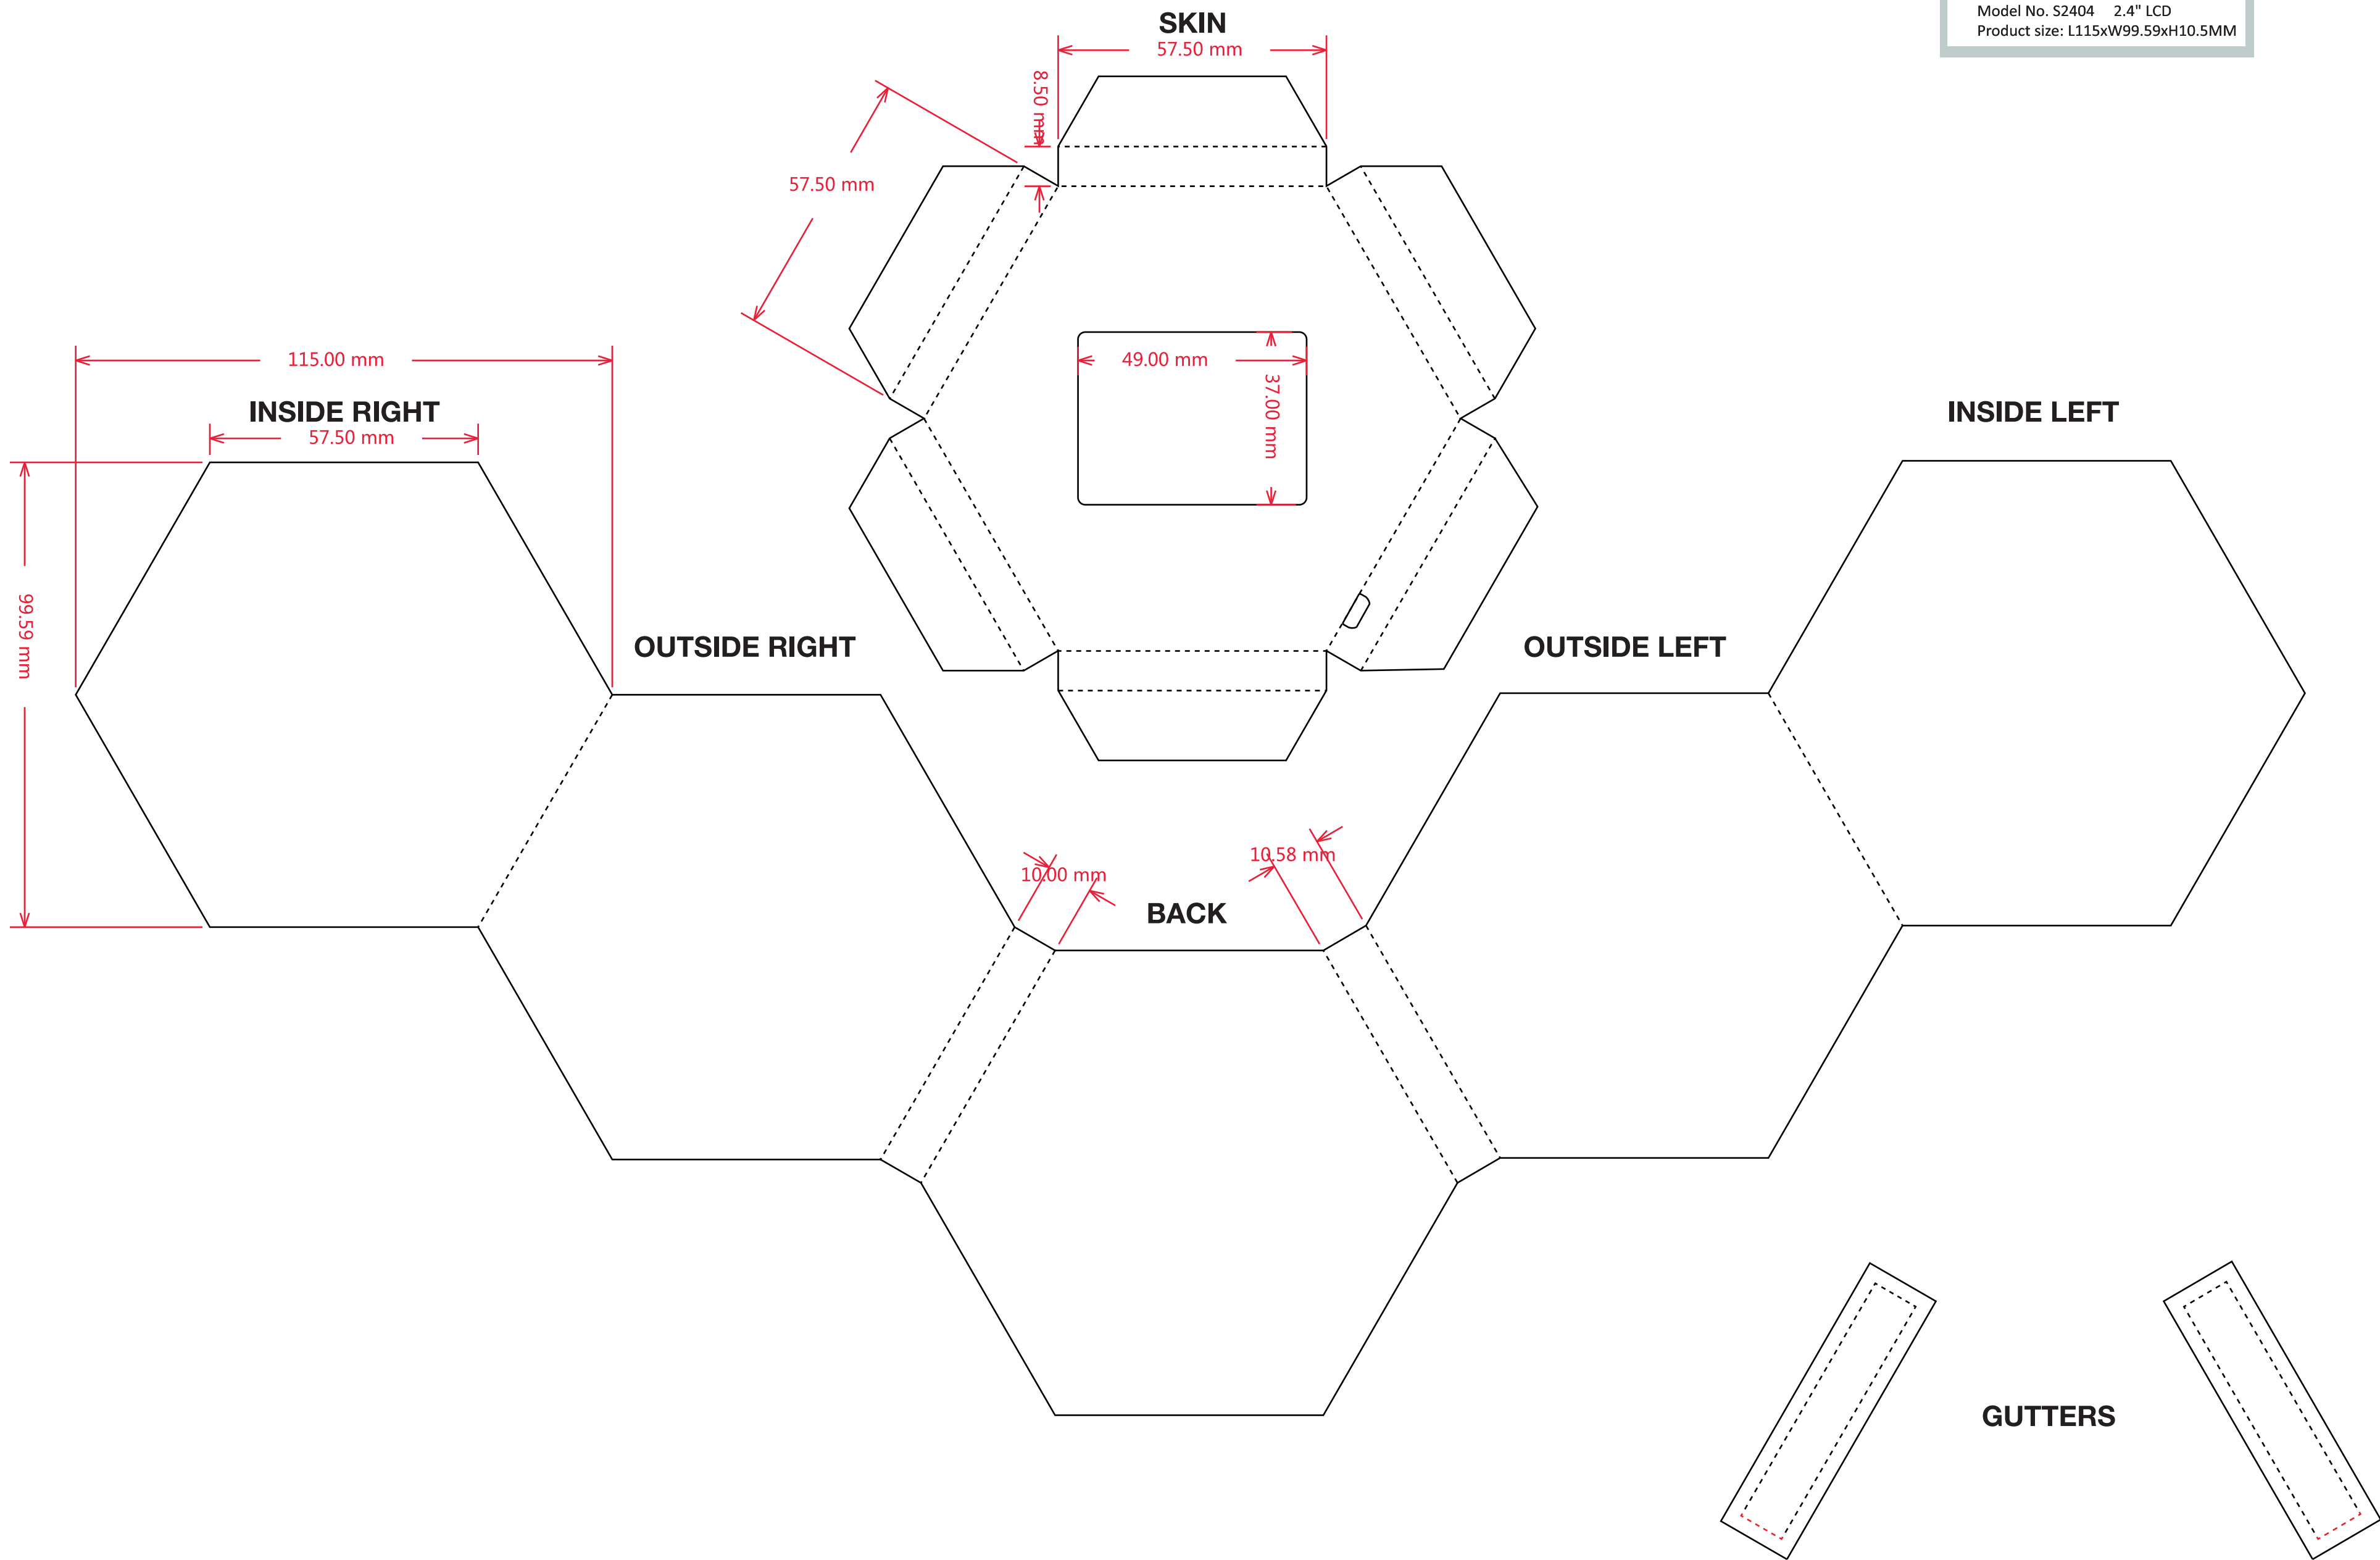 Model No. S2404 2.4" LCD
Product size: L115xW99.59xH10.5MM
SKIN
57.50 mm
8.50 mm
57.50 mm
115.00 mm
49.00 mm
37.00 mm
INSIDE RIGHT
INSIDE LEFT
57.50 mm
99.59 mm
OUTSIDE RIGHT
OUTSIDE LEFT
10.00 mm
10.58 mm
BACK
GUTTERS